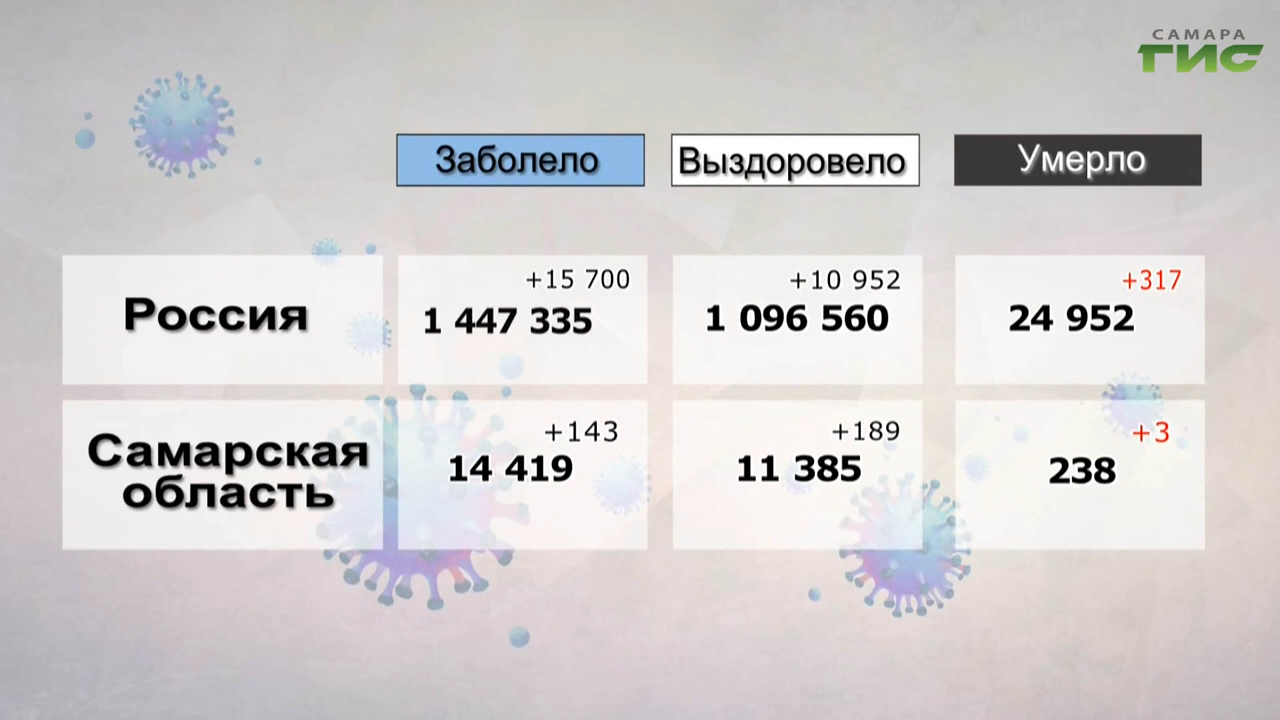 САМАРА
ГИС
Заболело Выздоровело Умерло
+15 700 +10 952 +317
Россия 1 447 335 1 096 560 24 952
+143 +189 +3
Самарская 14 419 11 385 238
область